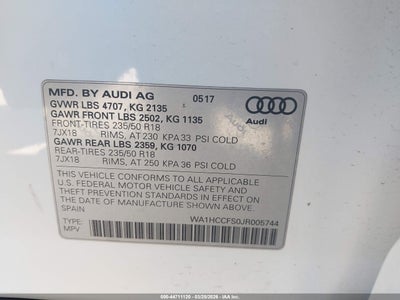 MFD. BY AUDI AG 0517
GVWR LBS 4707, KG 2135
GAWR FRONT LBS 2502, KG 1135
FRONT-TIRES 235/50 R18
7JX18 RIMS, AT 230 KPA 33 PSI COLD
GAWR REAR LBS 2359, KG 1070
REAR-TIRES 235/50 R18
7JX18 RIMS, AT 250 KPA 36 PSI COLD
Audi
THIS VEHICLE CONFORMS TO ALL APPLICABLE
U.S. FEDERAL MOTOR VEHICLE SAFETY, BUMPER, AND
THEFT PREVENTION STANDARDS IN EFFECT ON THE
DATE OF MANUFACTURE SHOWN ABOVE.
SPAIN
TYPE: WA1HCCFS0JR005744
MPV
500-44711120 | 03/28/2026 | © IAA, LLC